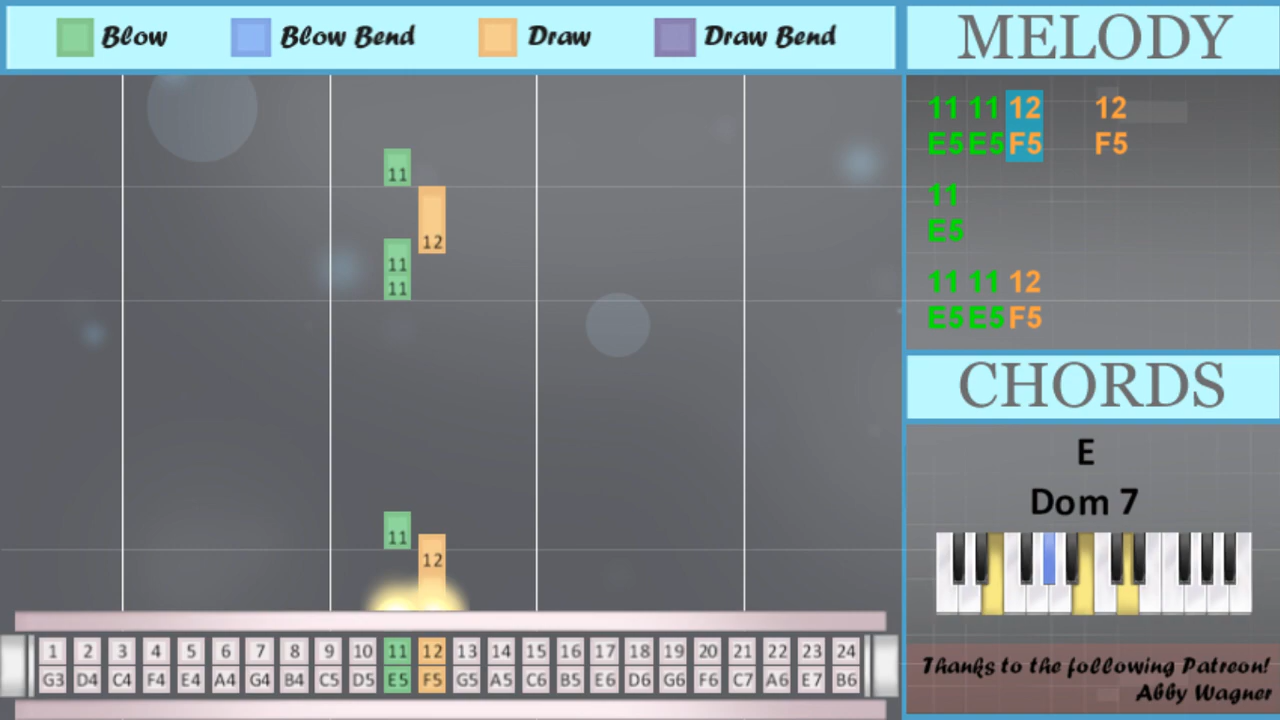 Blow Blow Bend Draw Draw Bend
MELODY
11 11 12 12
E5 E5 F5 F5
11
E5
11 11 12
E5 E5 F5
CHORDS
E
Dom 7
Thanks to the following Patreon!
Abby Wagner
11
12
11
11
11
12
1 2 3 4 5 6 7 8 9 10 11 12 13 14 15 16 17 18 19 20 21 22 23 24
G3 D4 C4 F4 E4 A4 G4 B4 C5 D5 E5 F5 G5 A5 C6 B5 E6 D6 G6 F6 C7 A6 E7 B6